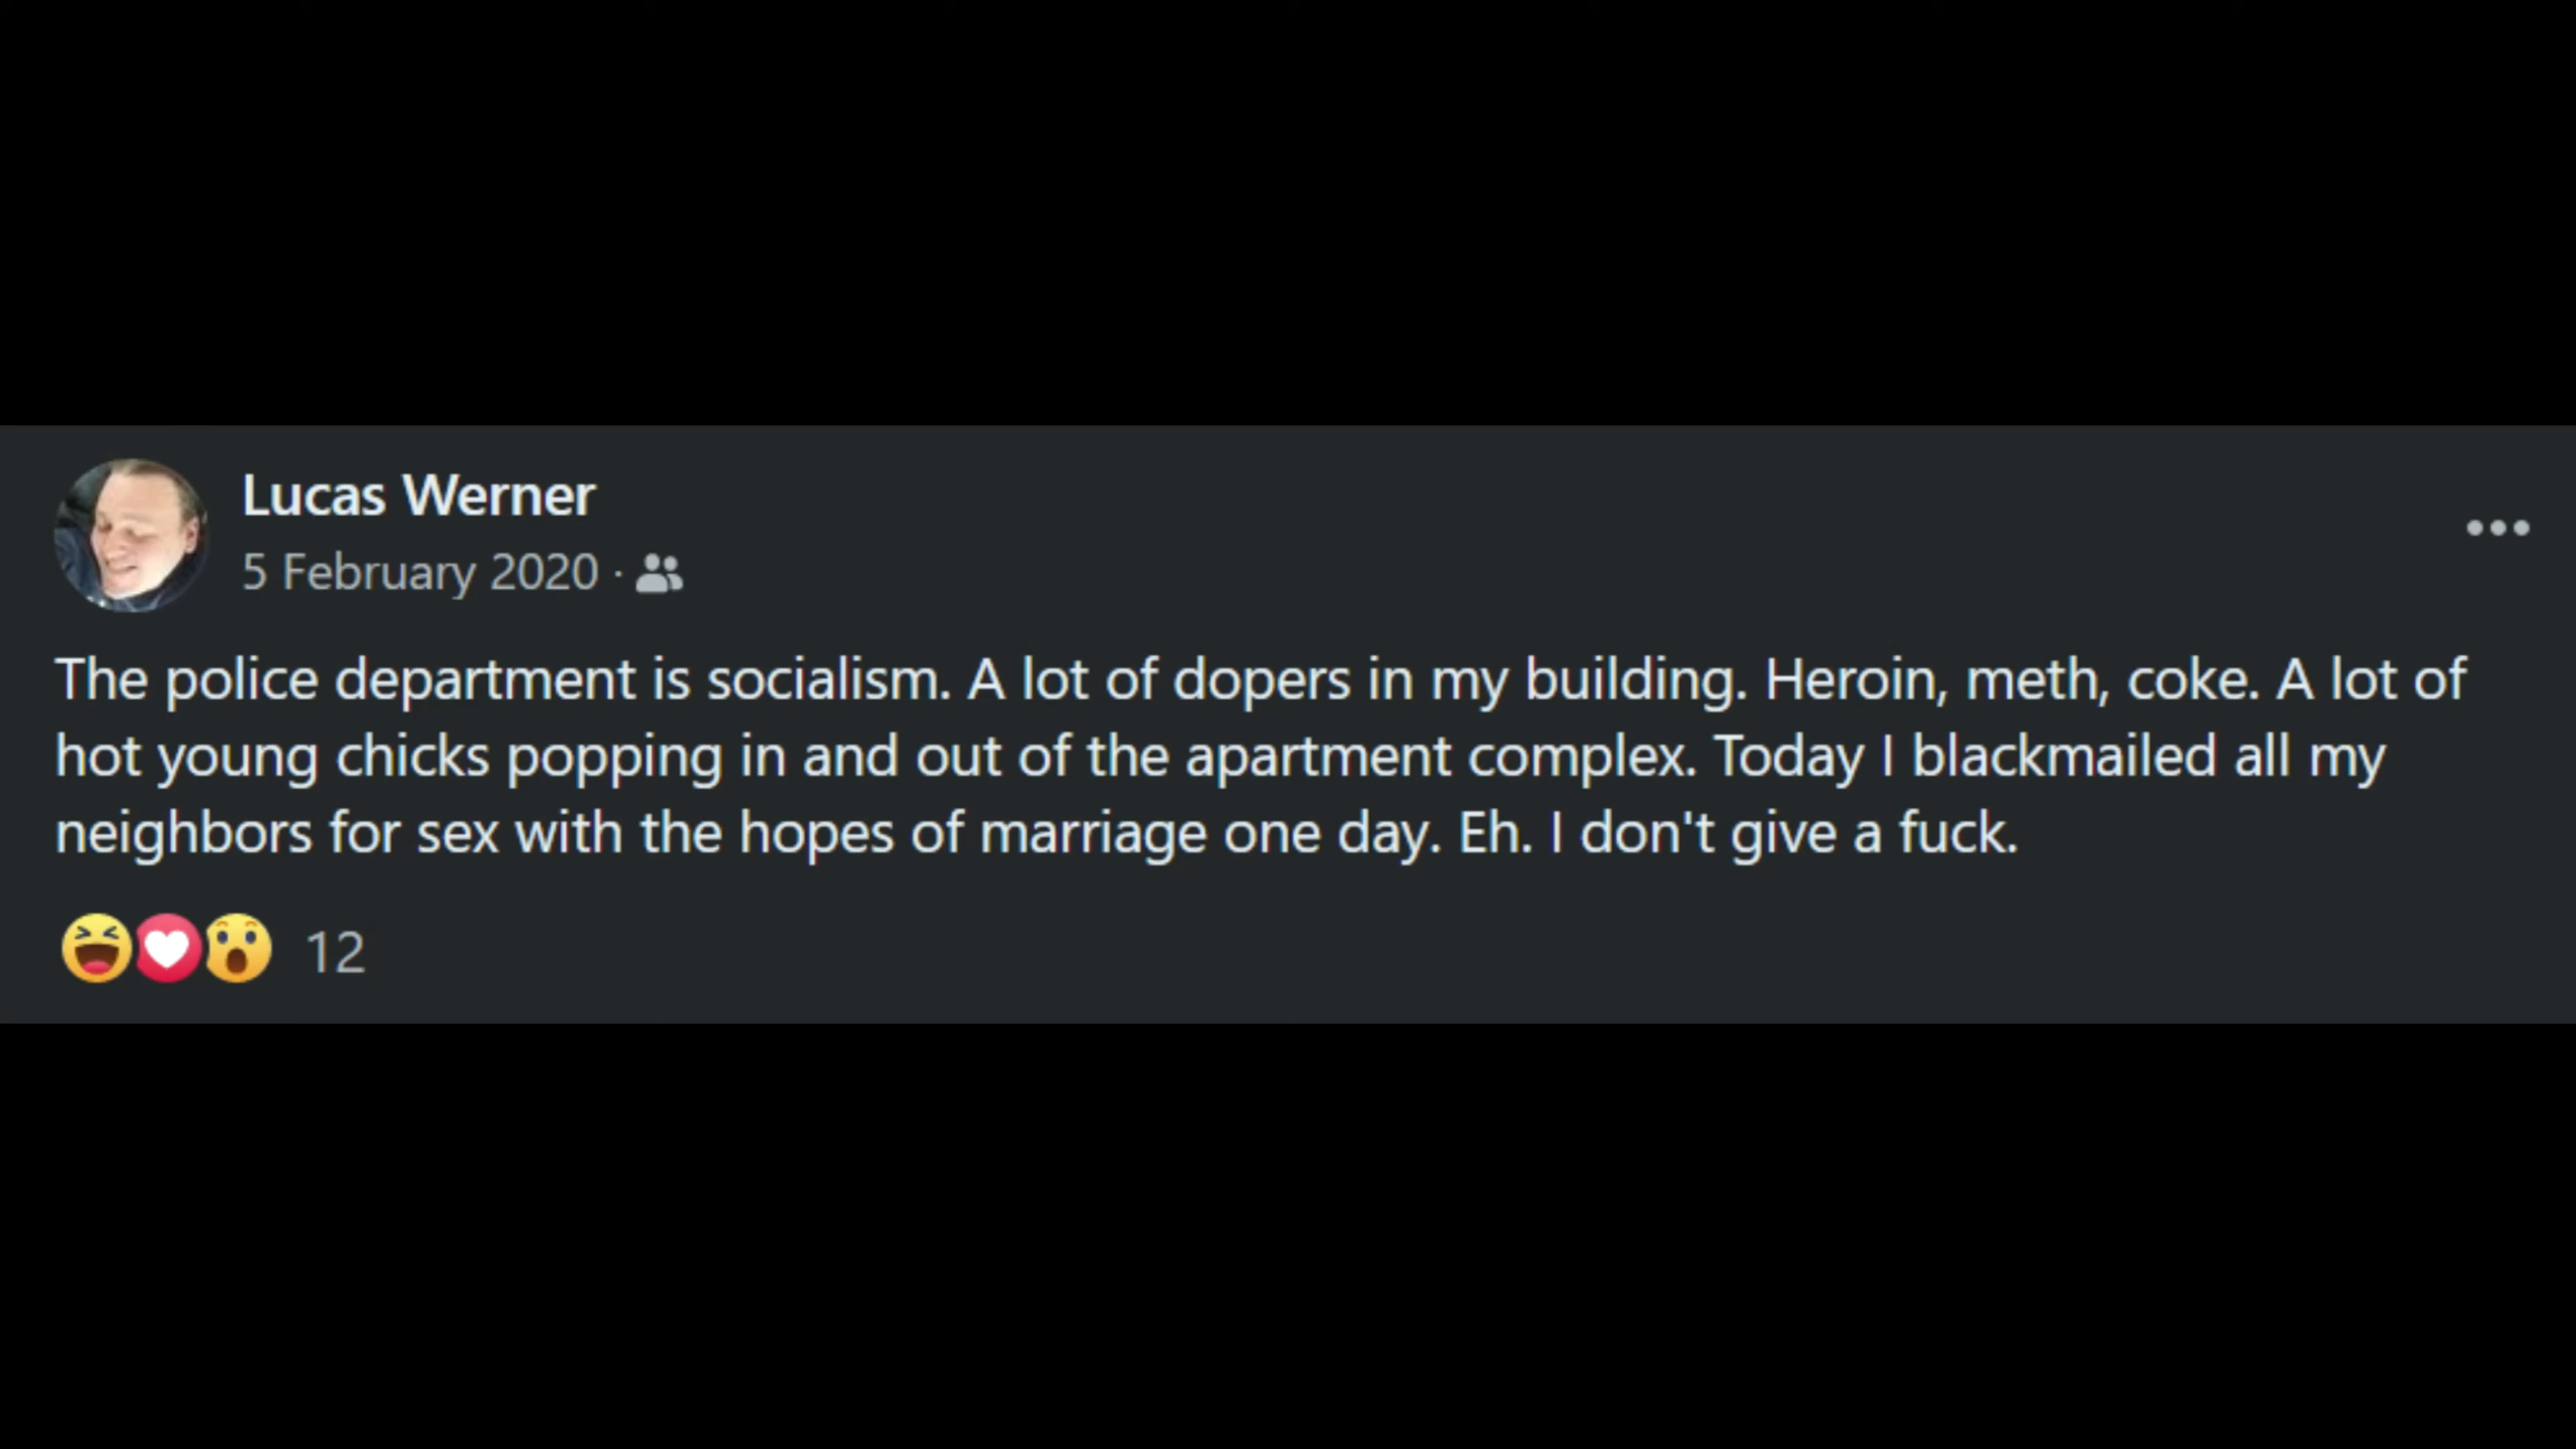 Lucas Werner
5 February 2020 ·
The police department is socialism. A lot of dopers in my building. Heroin, meth, coke. A lot of
hot young chicks popping in and out of the apartment complex. Today I blackmailed all my
neighbors for sex with the hopes of marriage one day. Eh. I don't give a fuck.
12